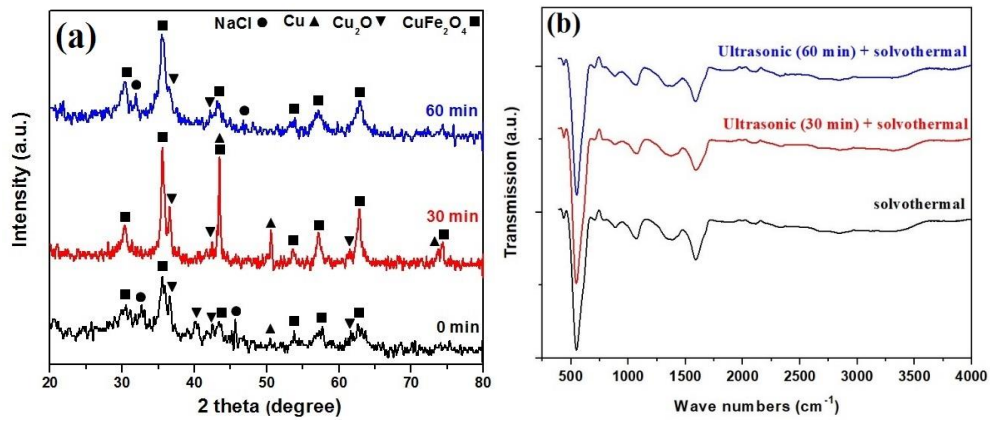 (a)
NaCl ● Cu ▲ Cu₂O ▼ CuFe₂O₄ ■
60 min
30 min
0 min
Intensity (a.u.)
20 30 40 50 60 70 80
2 theta (degree)
(b)
Ultrasonic (60 min) + solvothermal
Ultrasonic (30 min) + solvothermal
solvothermal
Transmission (a.u.)
500 1000 1500 2000 2500 3000 3500 4000
Wave numbers (cm⁻¹)